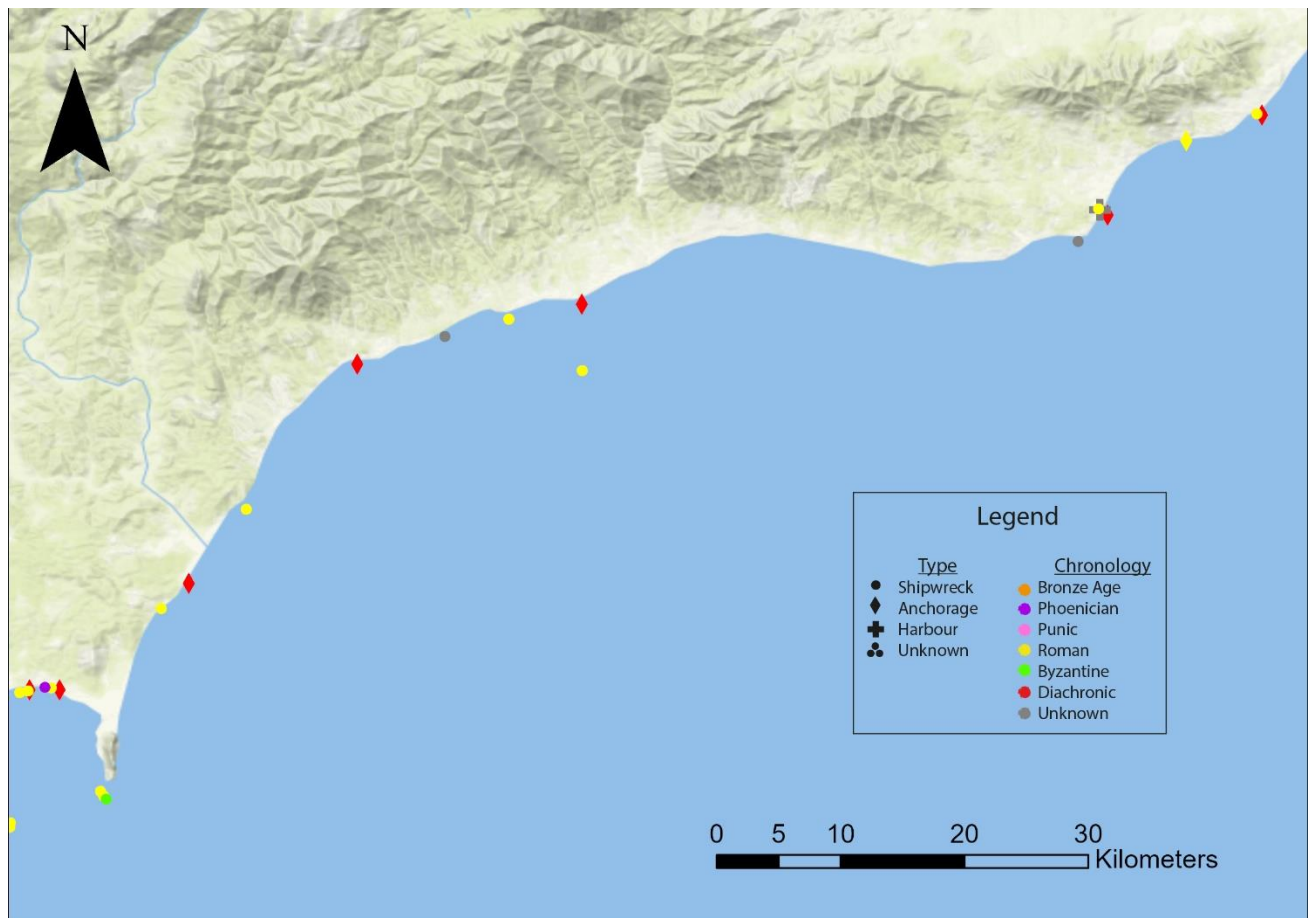 N
Legend
Type Chronology
Shipwreck Bronze Age
Anchorage Phoenician
Harbour Punic
Unknown Roman
Byzantine
Diachronic
Unknown
0 5 10 20 30
Kilometers